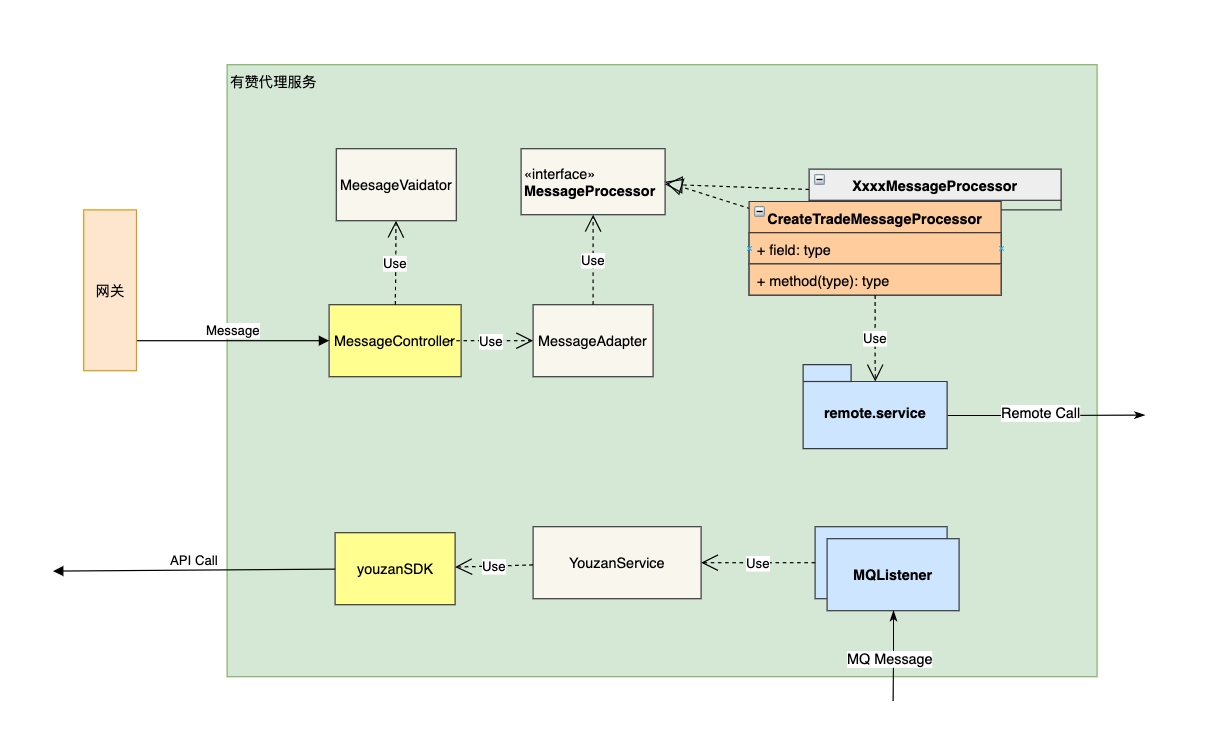 有赞代理服务
MeesageVaidator
«interface»
MessageProcessor
XxxxMessageProcessor
CreateTradeMessageProcessor
+ field: type
+ method(type): type
Use
Use
网关
Message
MessageController
Use
MessageAdapter
Use
remote.service
Remote Call
API Call
youzanSDK
Use
YouzanService
Use
MQListener
MQ Message